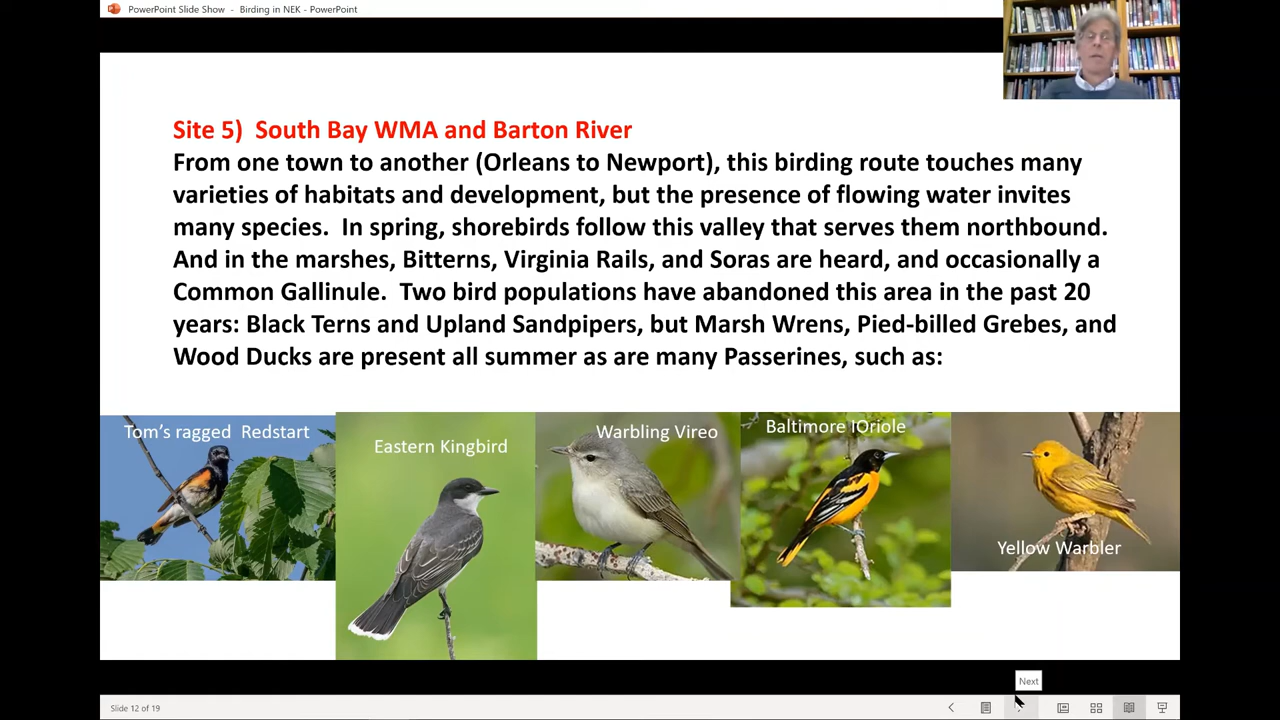 PowerPoint Slide Show - Birding in NEK - PowerPoint
Site 5) South Bay WMA and Barton River
From one town to another (Orleans to Newport), this birding route touches many
varieties of habitats and development, but the presence of flowing water invites
many species. In spring, shorebirds follow this valley that serves them northbound.
And in the marshes, Bitterns, Virginia Rails, and Soras are heard, and occasionally a
Common Gallinule. Two bird populations have abandoned this area in the past 20
years: Black Terns and Upland Sandpipers, but Marsh Wrens, Pied-billed Grebes, and
Wood Ducks are present all summer as are many Passerines, such as:
Tom's ragged Redstart
Eastern Kingbird
Warbling Vireo
Baltimore IOriole
Yellow Warbler
Next
Slide 12 of 19